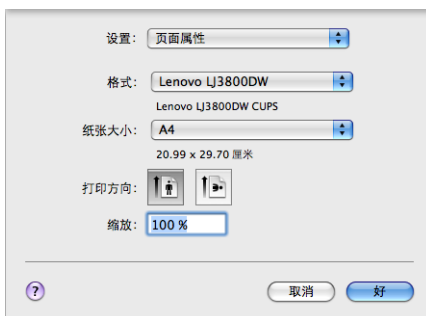 设置: 页面属性
格式: Lenovo LJ3800DW
Lenovo LJ3800DW CUPS
纸张大小: A4
20.99 x 29.70 厘米
打印方向:
缩放: 100 %
? 取消 好